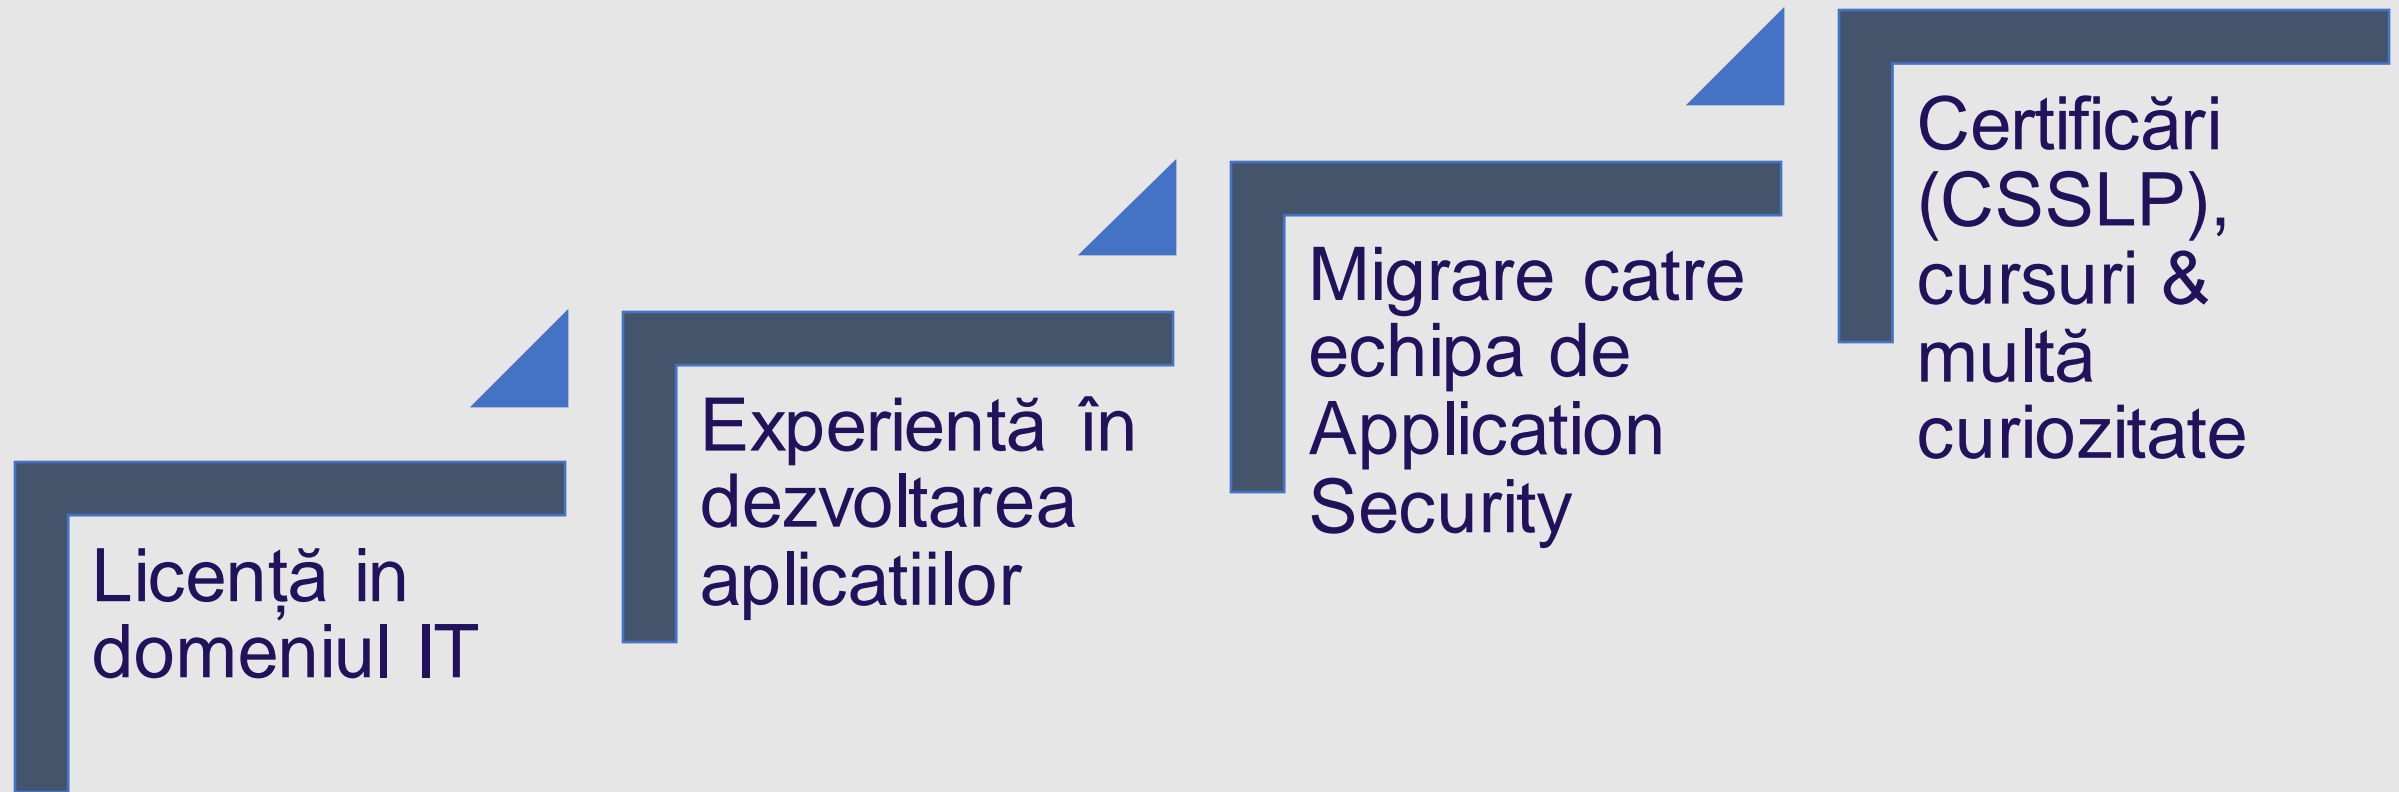 Licență in
domeniul IT
Experientă în
dezvoltarea
aplicatiilor
Migrare catre
echipa de
Application
Security
Certificări
(CSSLP),
cursuri &
multă
curiozitate